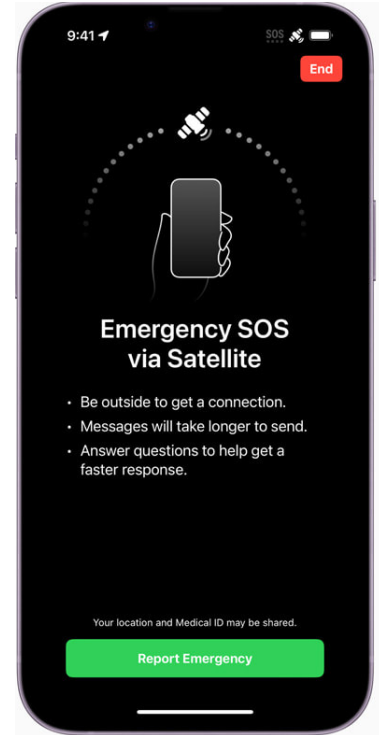 9:41
SOS
End
Emergency SOS
via Satellite
• Be outside to get a connection.
• Messages will take longer to send.
• Answer questions to help get a
faster response.
Your location and Medical ID may be shared.
Report Emergency